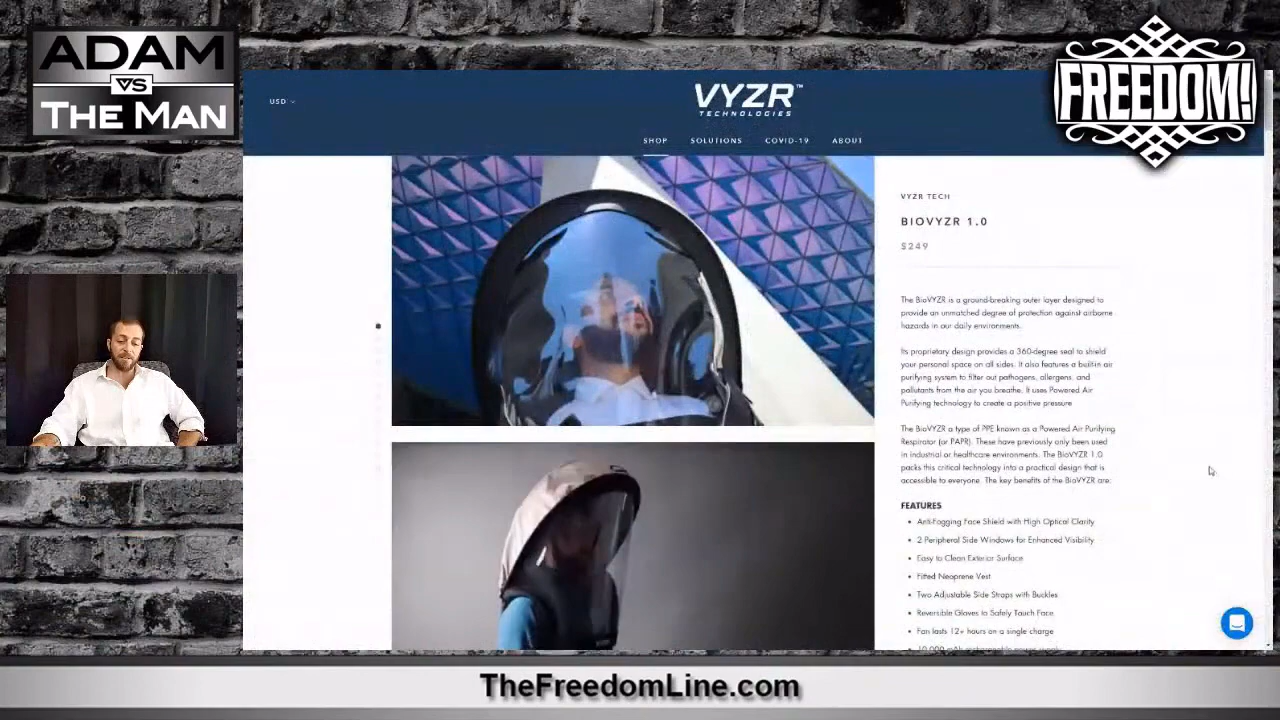 ADAM
VS
THE MAN
FREEDOM!
USD
VYZR™
TECHNOLOGIES
SHOP SOLUTIONS COVID-19 ABOUT
VYZR TECH
BIOVYZR 1.0
$249
The BioVYZR is a ground-breaking outer layer designed to
provide an unmatched degree of protection against airborne
hazards in our daily environments.
Its proprietary design provides a 360-degree seal to shield
your personal space on all sides. It also features a built-in air
purifying system to filter out pathogens, allergens, and
pollutants from the air you breathe. It uses Powered Air
Purifying technology to create a positive pressure
The BioVYZR a type of PPE known as a Powered Air Purifying
Respirator (or PAPR). These have previously only been used
in industrial or healthcare environments. The BioVYZR 1.0
packs this critical technology into a practical design that is
accessible to everyone. The key benefits of the BioVYZR are:
FEATURES
• Anti-Fogging Face Shield with High Optical Clarity
• 2 Peripheral Side Windows for Enhanced Visibility
• Easy to Clean Exterior Surface
• Fitted Neoprene Vest
• Two Adjustable Side Straps with Buckles
• Reversible Gloves to Safely Touch Face
• Fan lasts 12+ hours on a single charge
TheFreedomLine.com